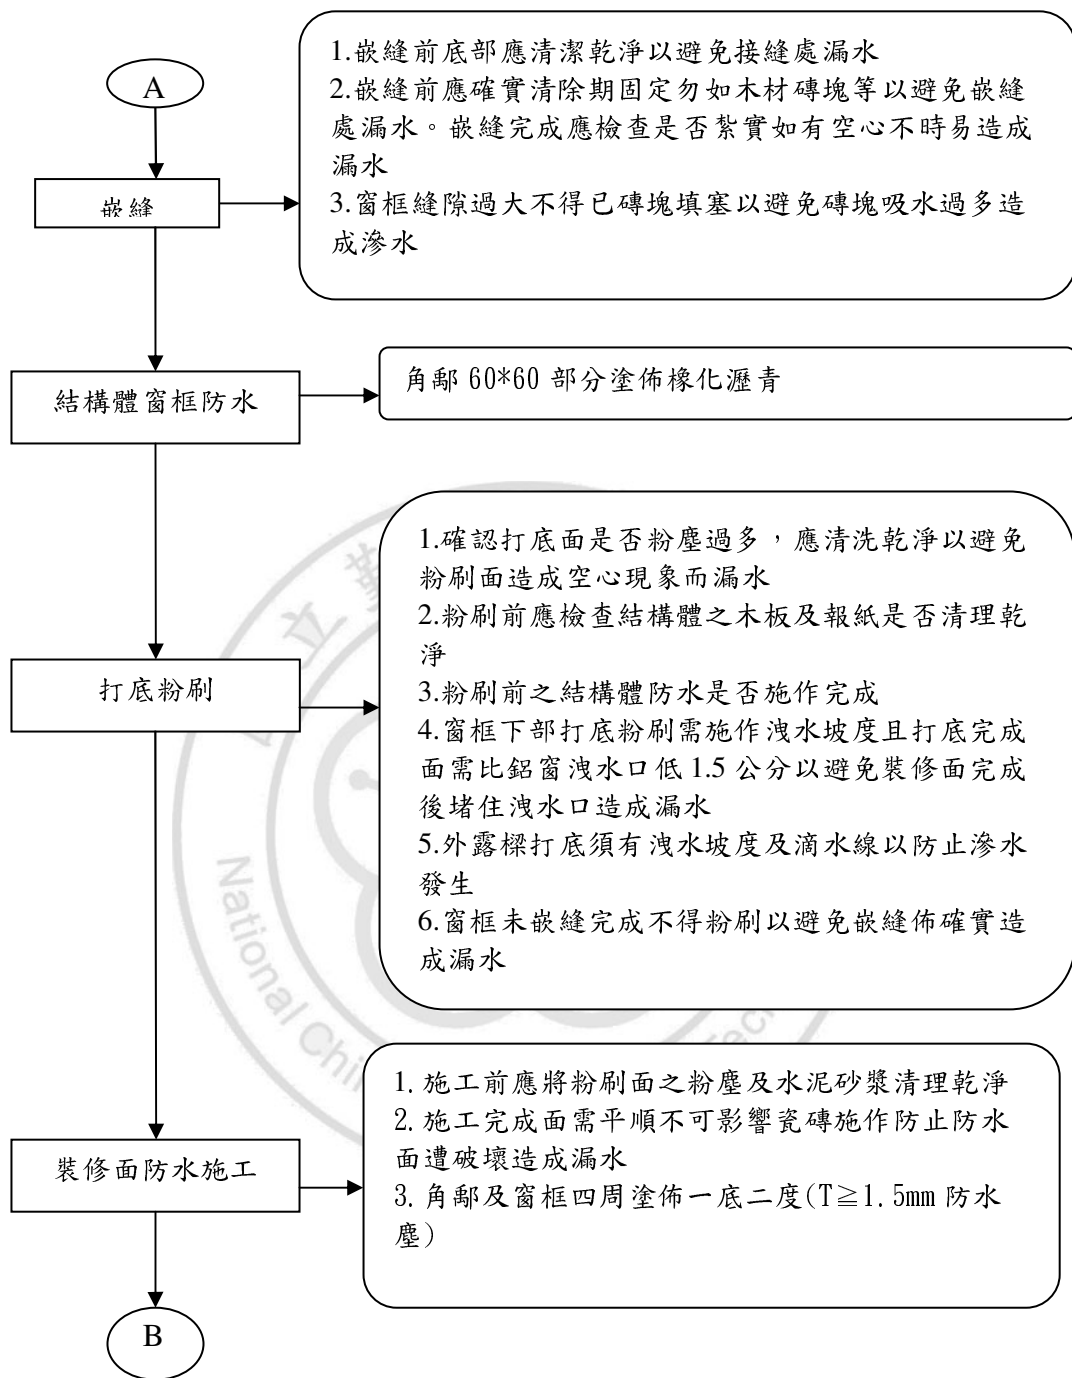 A
1.嵌縫前底部應清潔乾淨以避免接縫處漏水
2.嵌縫前應確實清除期固定勿如木材磚塊等以避免嵌縫
處漏水。嵌縫完成應檢查是否紮實如有空心不時易造成
漏水
3.窗框縫隙過大不得已磚塊填塞以避免磚塊吸水過多造
成滲水
嵌縫
結構體窗框防水
角鄅 60*60 部分塗佈橡化瀝青
打底粉刷
1.確認打底面是否粉塵過多，應清洗乾淨以避免
粉刷面造成空心現象而漏水
2.粉刷前應檢查結構體之木板及報紙是否清理乾
淨
3.粉刷前之結構體防水是否施作完成
4.窗框下部打底粉刷需施作洩水坡度且打底完成
面需比鋁窗洩水口低 1.5 公分以避免裝修面完成
後堵住洩水口造成漏水
5.外露樑打底須有洩水坡度及滴水線以防止滲水
發生
6.窗框未嵌縫完成不得粉刷以避免嵌縫佈確實造
成漏水
裝修面防水施工
1. 施工前應將粉刷面之粉塵及水泥砂漿清理乾淨
2. 施工完成面需平順不可影響瓷磚施作防止防水
面遭破壞造成漏水
3. 角鄅及窗框四周塗佈一底二度(T≧1.5mm 防水
塵)
B
National Chi